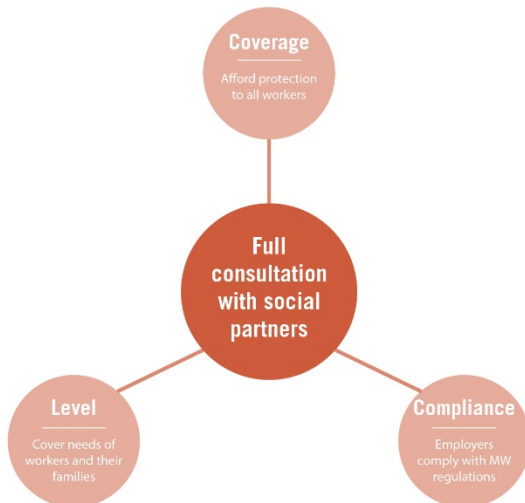 Coverage
Afford protection
to all workers
Full
consultation
with social
partners
Level
Cover needs of
workers and their
families
Compliance
Employers
comply with MW
regulations